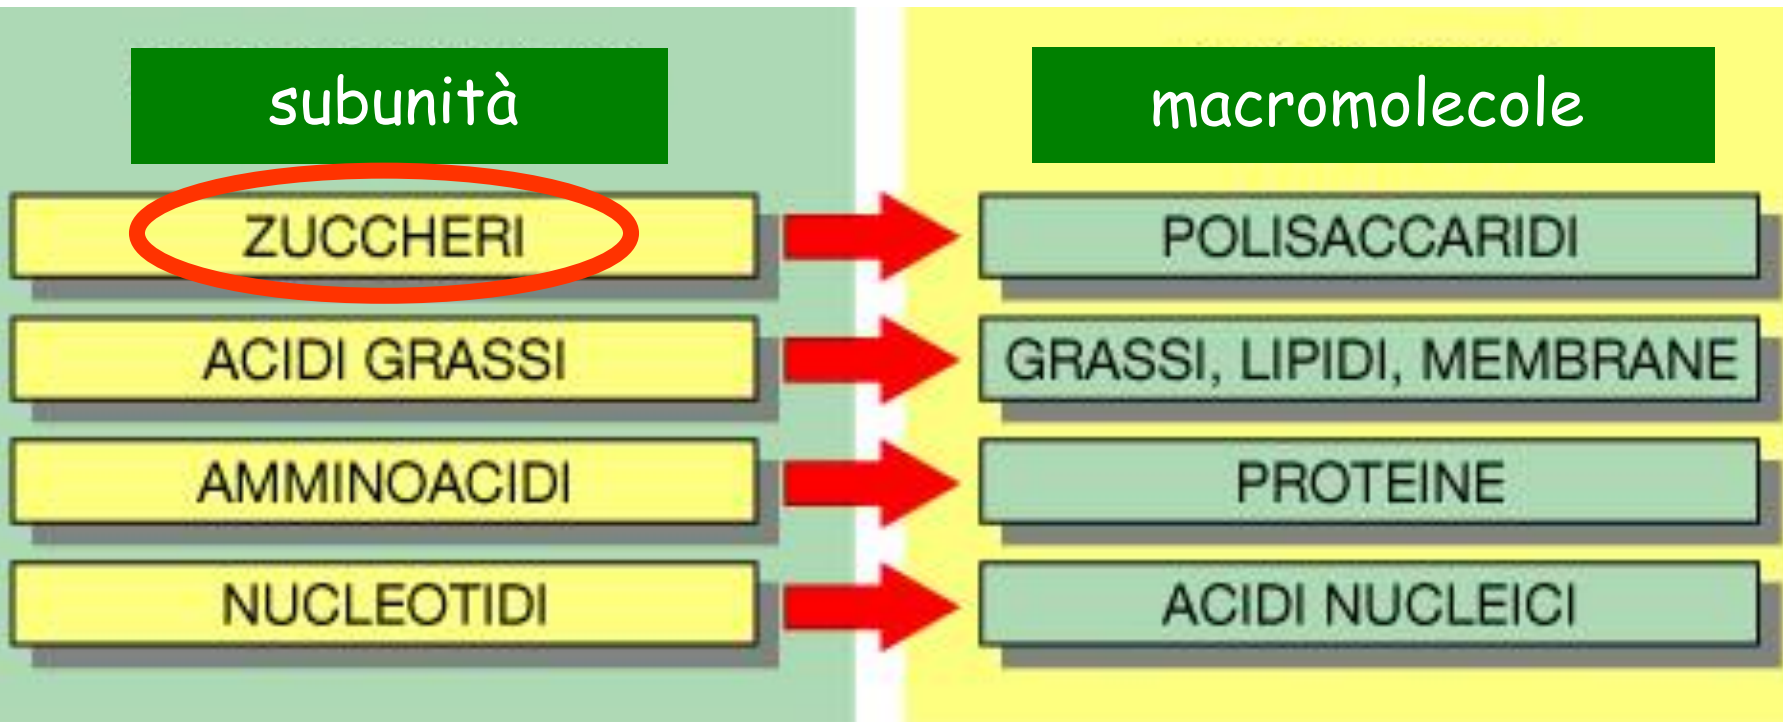 subunità
macromolecole
ZUCCHERI
POLISACCARIDI
ACIDI GRASSI
GRASSI, LIPIDI, MEMBRANE
AMMINOACIDI
PROTEINE
NUCLEOTIDI
ACIDI NUCLEICI